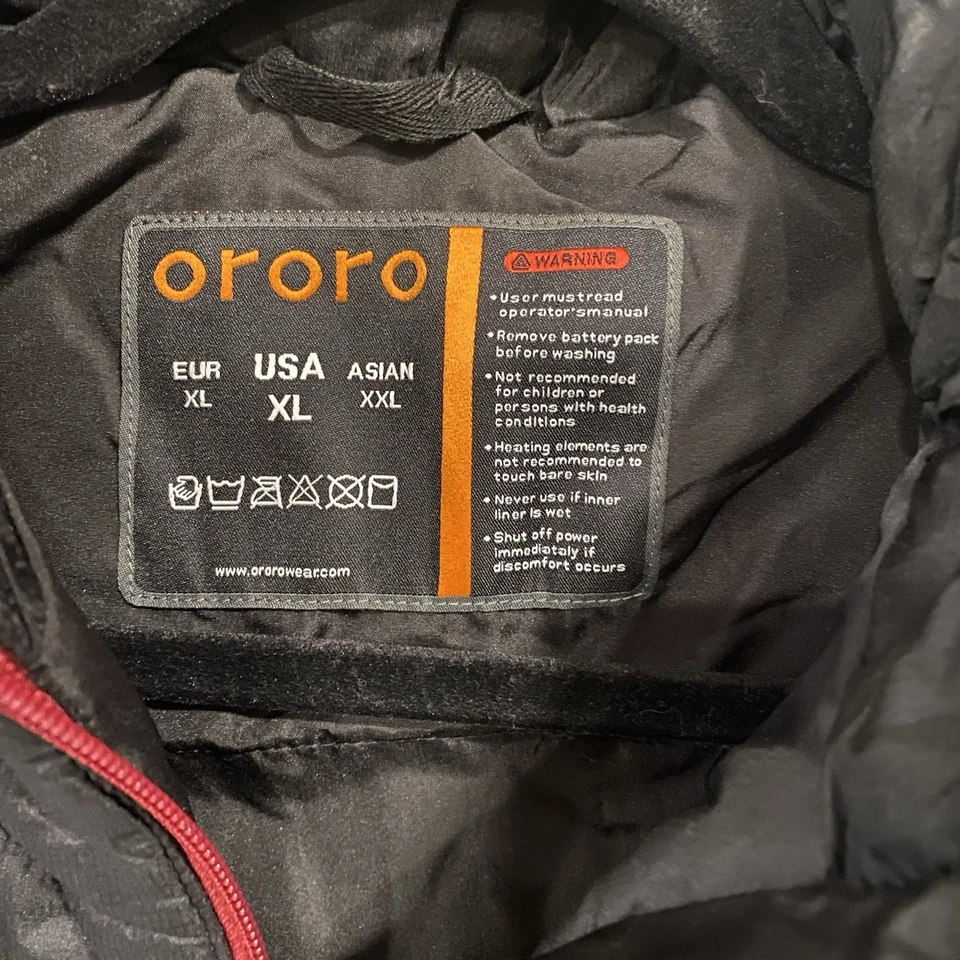 ororo
EUR USA ASIAN
XL XL XXL
www.ororowear.com
WARNING
•User must read
operator'smanual
•Remove battery pack
before washing
•Not recommended
for children or
persons with health
conditions
•Heating elements are
not recommended to
touch bare skin
•Never use if inner
liner is wet
•Shut off power
immediataly if
discomfort occurs